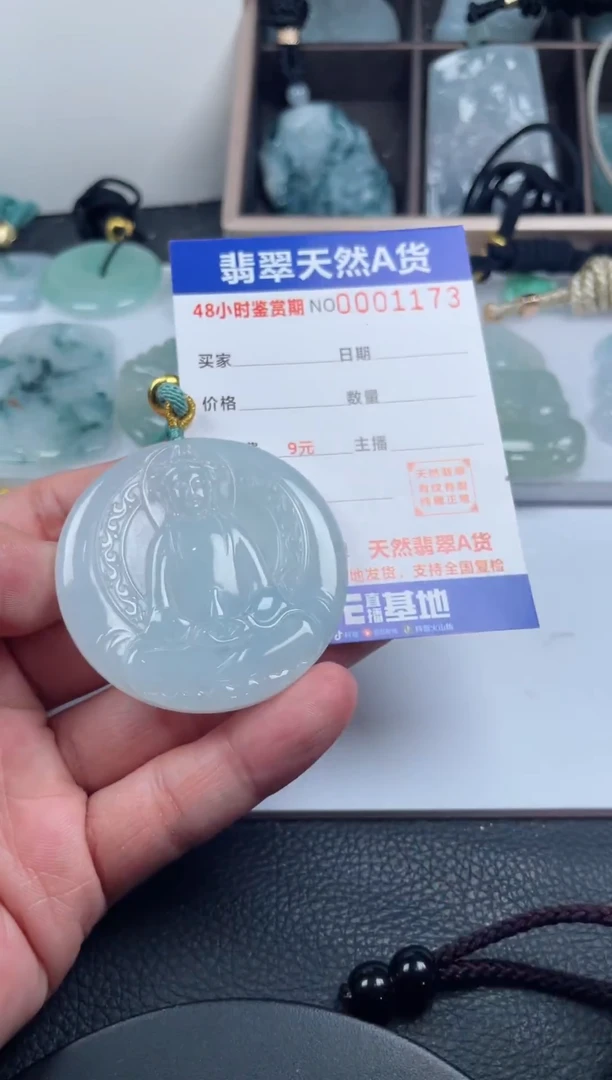 翡翠天然A货
48小时鉴赏期 NO0001173
买家 日期
价格 数量
9元 主播
天然翡翠
天然翡翠A货
地发货、支持全国复检
直播基地